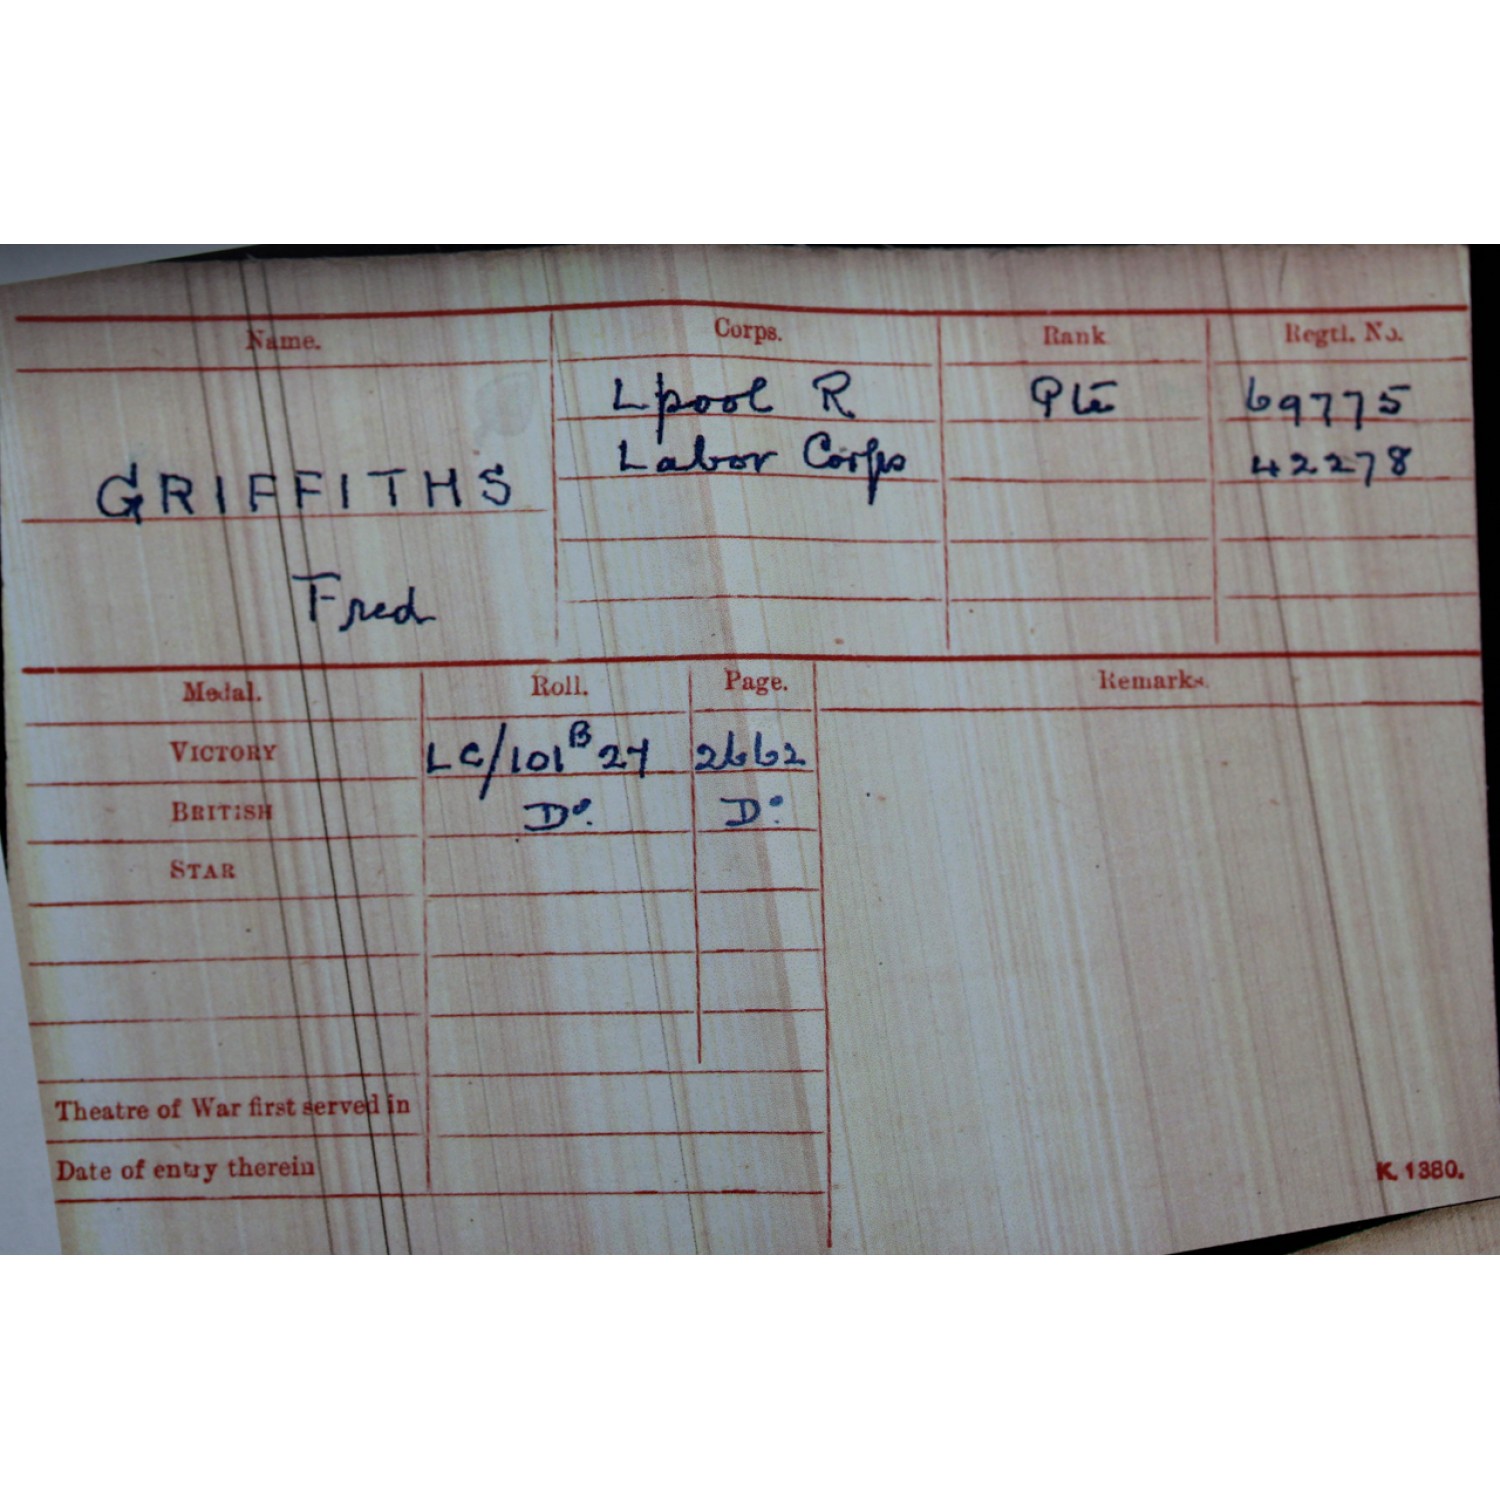 Name. Corps. Rank Regtl. No.
Lpool R Pte 69775
Labor Corps 42278
GRIFFITHS
Fred
Medal. Roll. Page. Remarks.
VICTORY LC/101B27 2662
BRITISH Do. Do.
STAR
Theatre of War first served in
Date of entry therein
K. 1380.